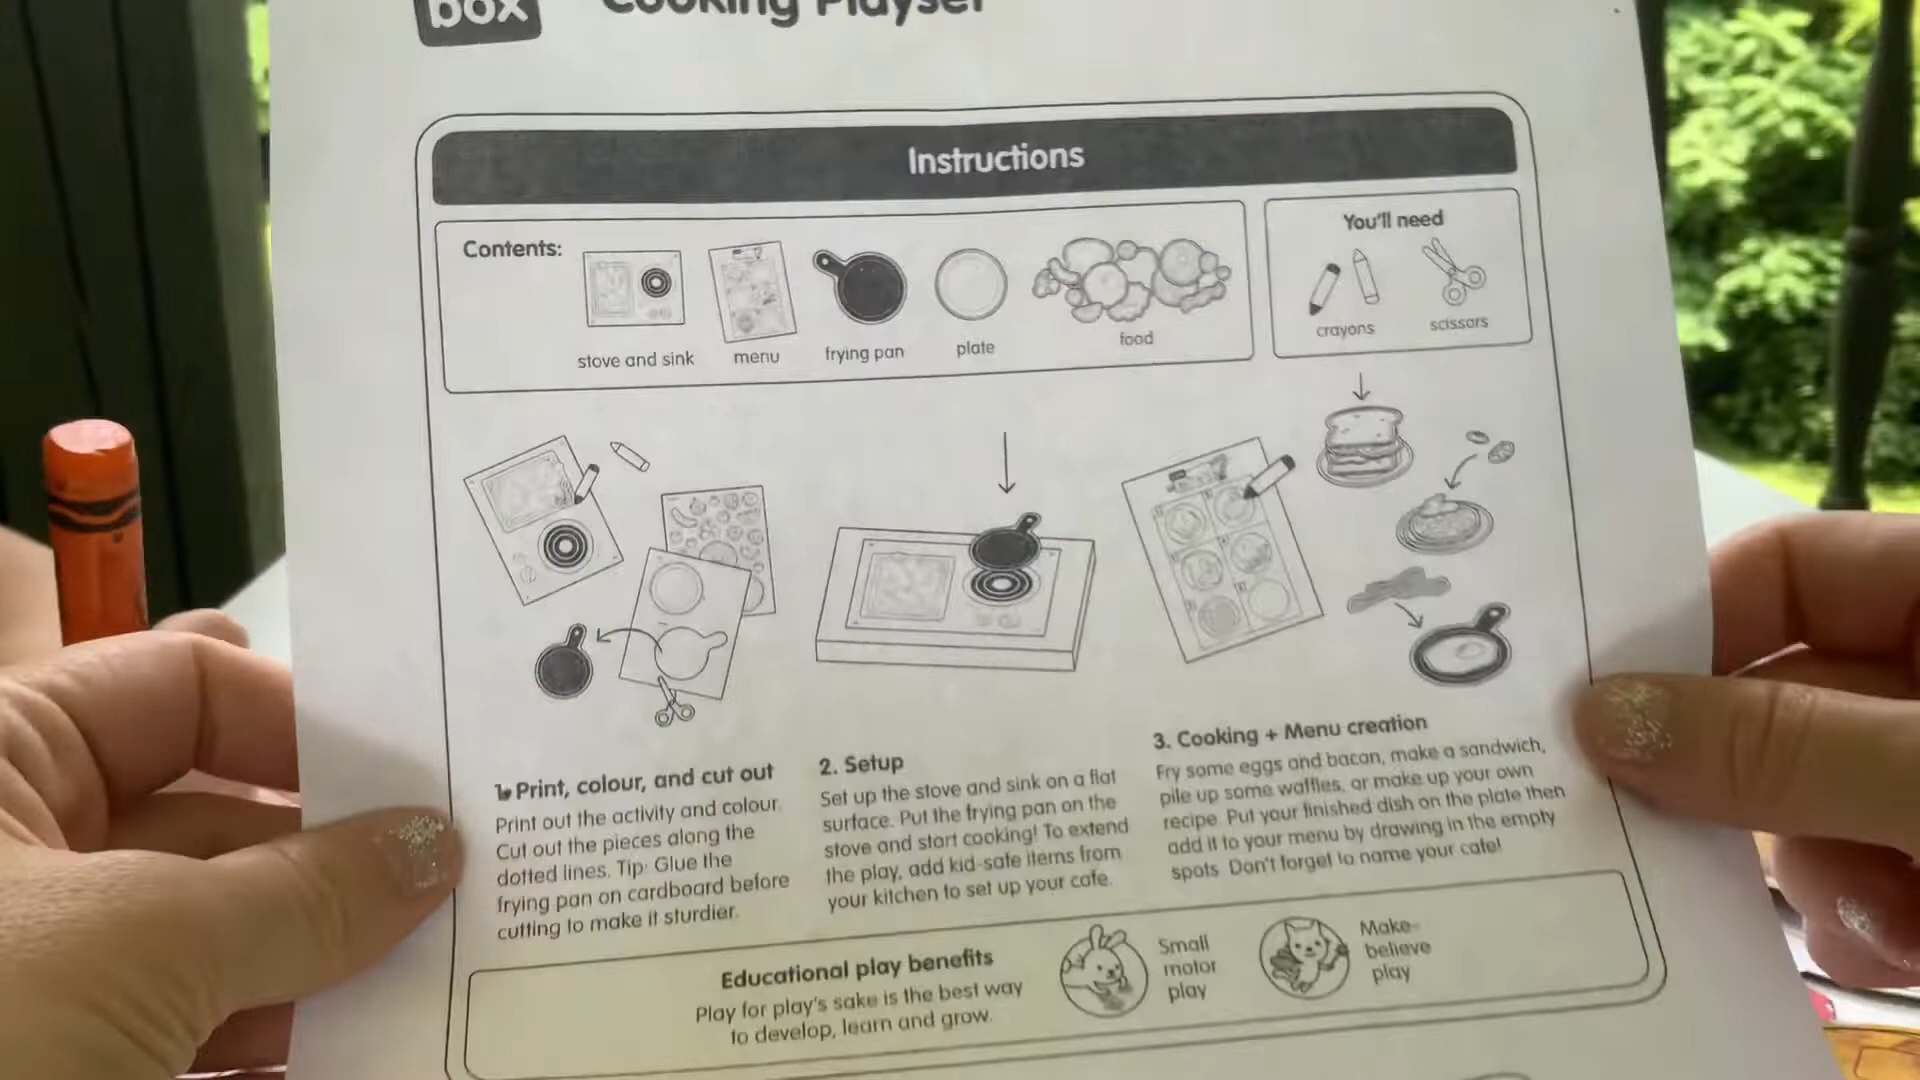 box
Cooking Playset
Instructions
Contents:
stove and sink
menu
frying pan
plate
food
You'll need
crayons
scissors
1. Print, colour, and cut out
Print out the activity and colour.
Cut out the pieces along the
dotted lines. Tip: Glue the
frying pan on cardboard before
cutting to make it sturdier.
2. Setup
Set up the stove and sink on a flat
surface. Put the frying pan on the
stove and start cooking! To extend
the play, add kid-safe items from
your kitchen to set up your cafe.
3. Cooking + Menu creation
Fry some eggs and bacon, make a sandwich,
pile up some waffles, or make up your own
recipe. Put your finished dish on the plate then
add it to your menu by drawing in the empty
spots. Don't forget to name your cafe!
Educational play benefits
Play for play's sake is the best way
to develop, learn and grow.
Small
motor
play
Make-
believe
play